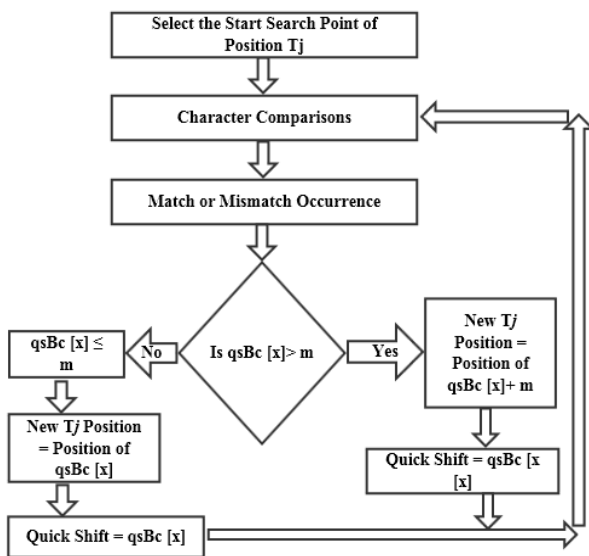 Select the Start Search Point of
Position Tj
Character Comparisons
Match or Mismatch Occurrence
Is qsBc [x]> m
No
Yes
qsBc [x] ≤
m
New Tj Position
= Position of
qsBc [x]
Quick Shift = qsBc [x]
New Tj
Position =
Position of
qsBc [x]+ m
Quick Shift = qsBc [x
[x]